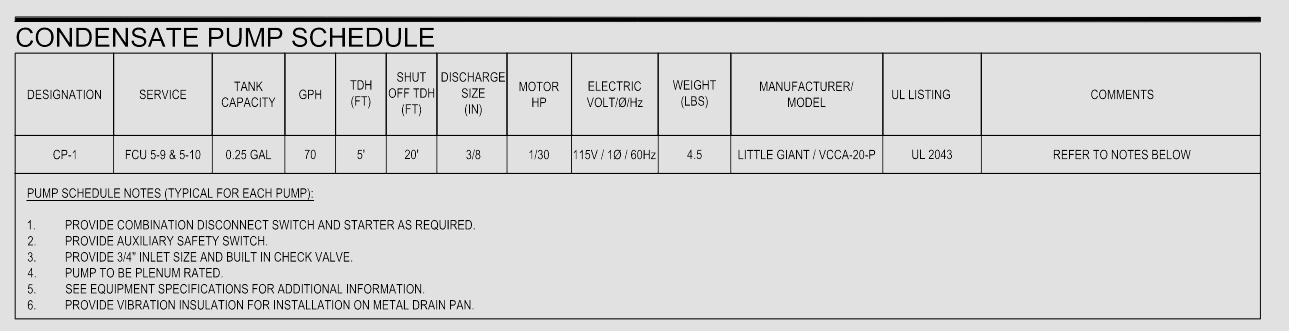 CONDENSATE PUMP SCHEDULE
DESIGNATION SERVICE TANK CAPACITY GPH TDH (FT) SHUT OFF TDH (FT) DISCHARGE SIZE (IN) MOTOR HP ELECTRIC VOLT/Ø/Hz WEIGHT (LBS) MANUFACTURER/ MODEL UL LISTING COMMENTS
CP-1 FCU 5-9 & 5-10 0.25 GAL 70 5' 20' 3/8 1/30 115V / 1Ø / 60Hz 4.5 LITTLE GIANT / VCCA-20-P UL 2043 REFER TO NOTES BELOW
PUMP SCHEDULE NOTES (TYPICAL FOR EACH PUMP):
1. PROVIDE COMBINATION DISCONNECT SWITCH AND STARTER AS REQUIRED.
2. PROVIDE AUXILIARY SAFETY SWITCH.
3. PROVIDE 3/4" INLET SIZE AND BUILT IN CHECK VALVE.
4. PUMP TO BE PLENUM RATED.
5. SEE EQUIPMENT SPECIFICATIONS FOR ADDITIONAL INFORMATION.
6. PROVIDE VIBRATION INSULATION FOR INSTALLATION ON METAL DRAIN PAN.